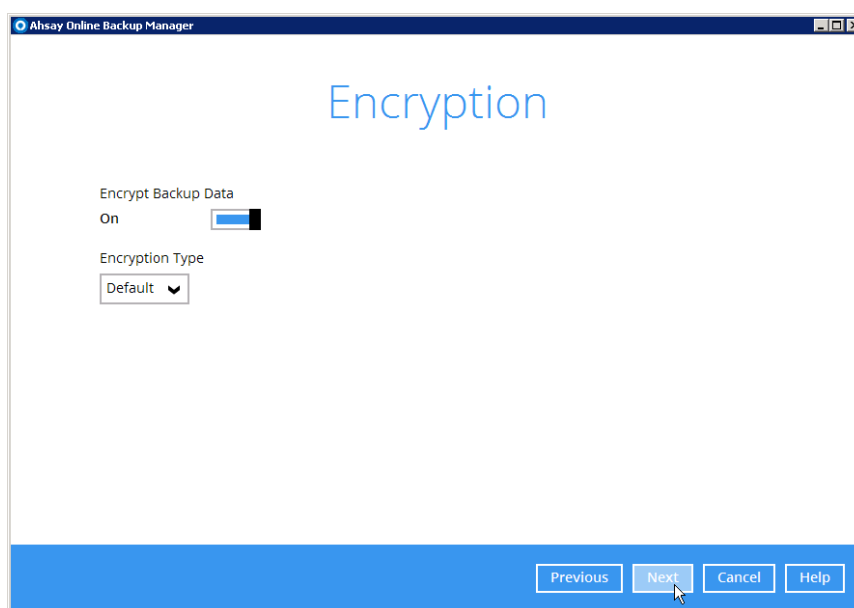 Ahsay Online Backup Manager
Encryption
Encrypt Backup Data
On
Encryption Type
Default
Previous Next Cancel Help